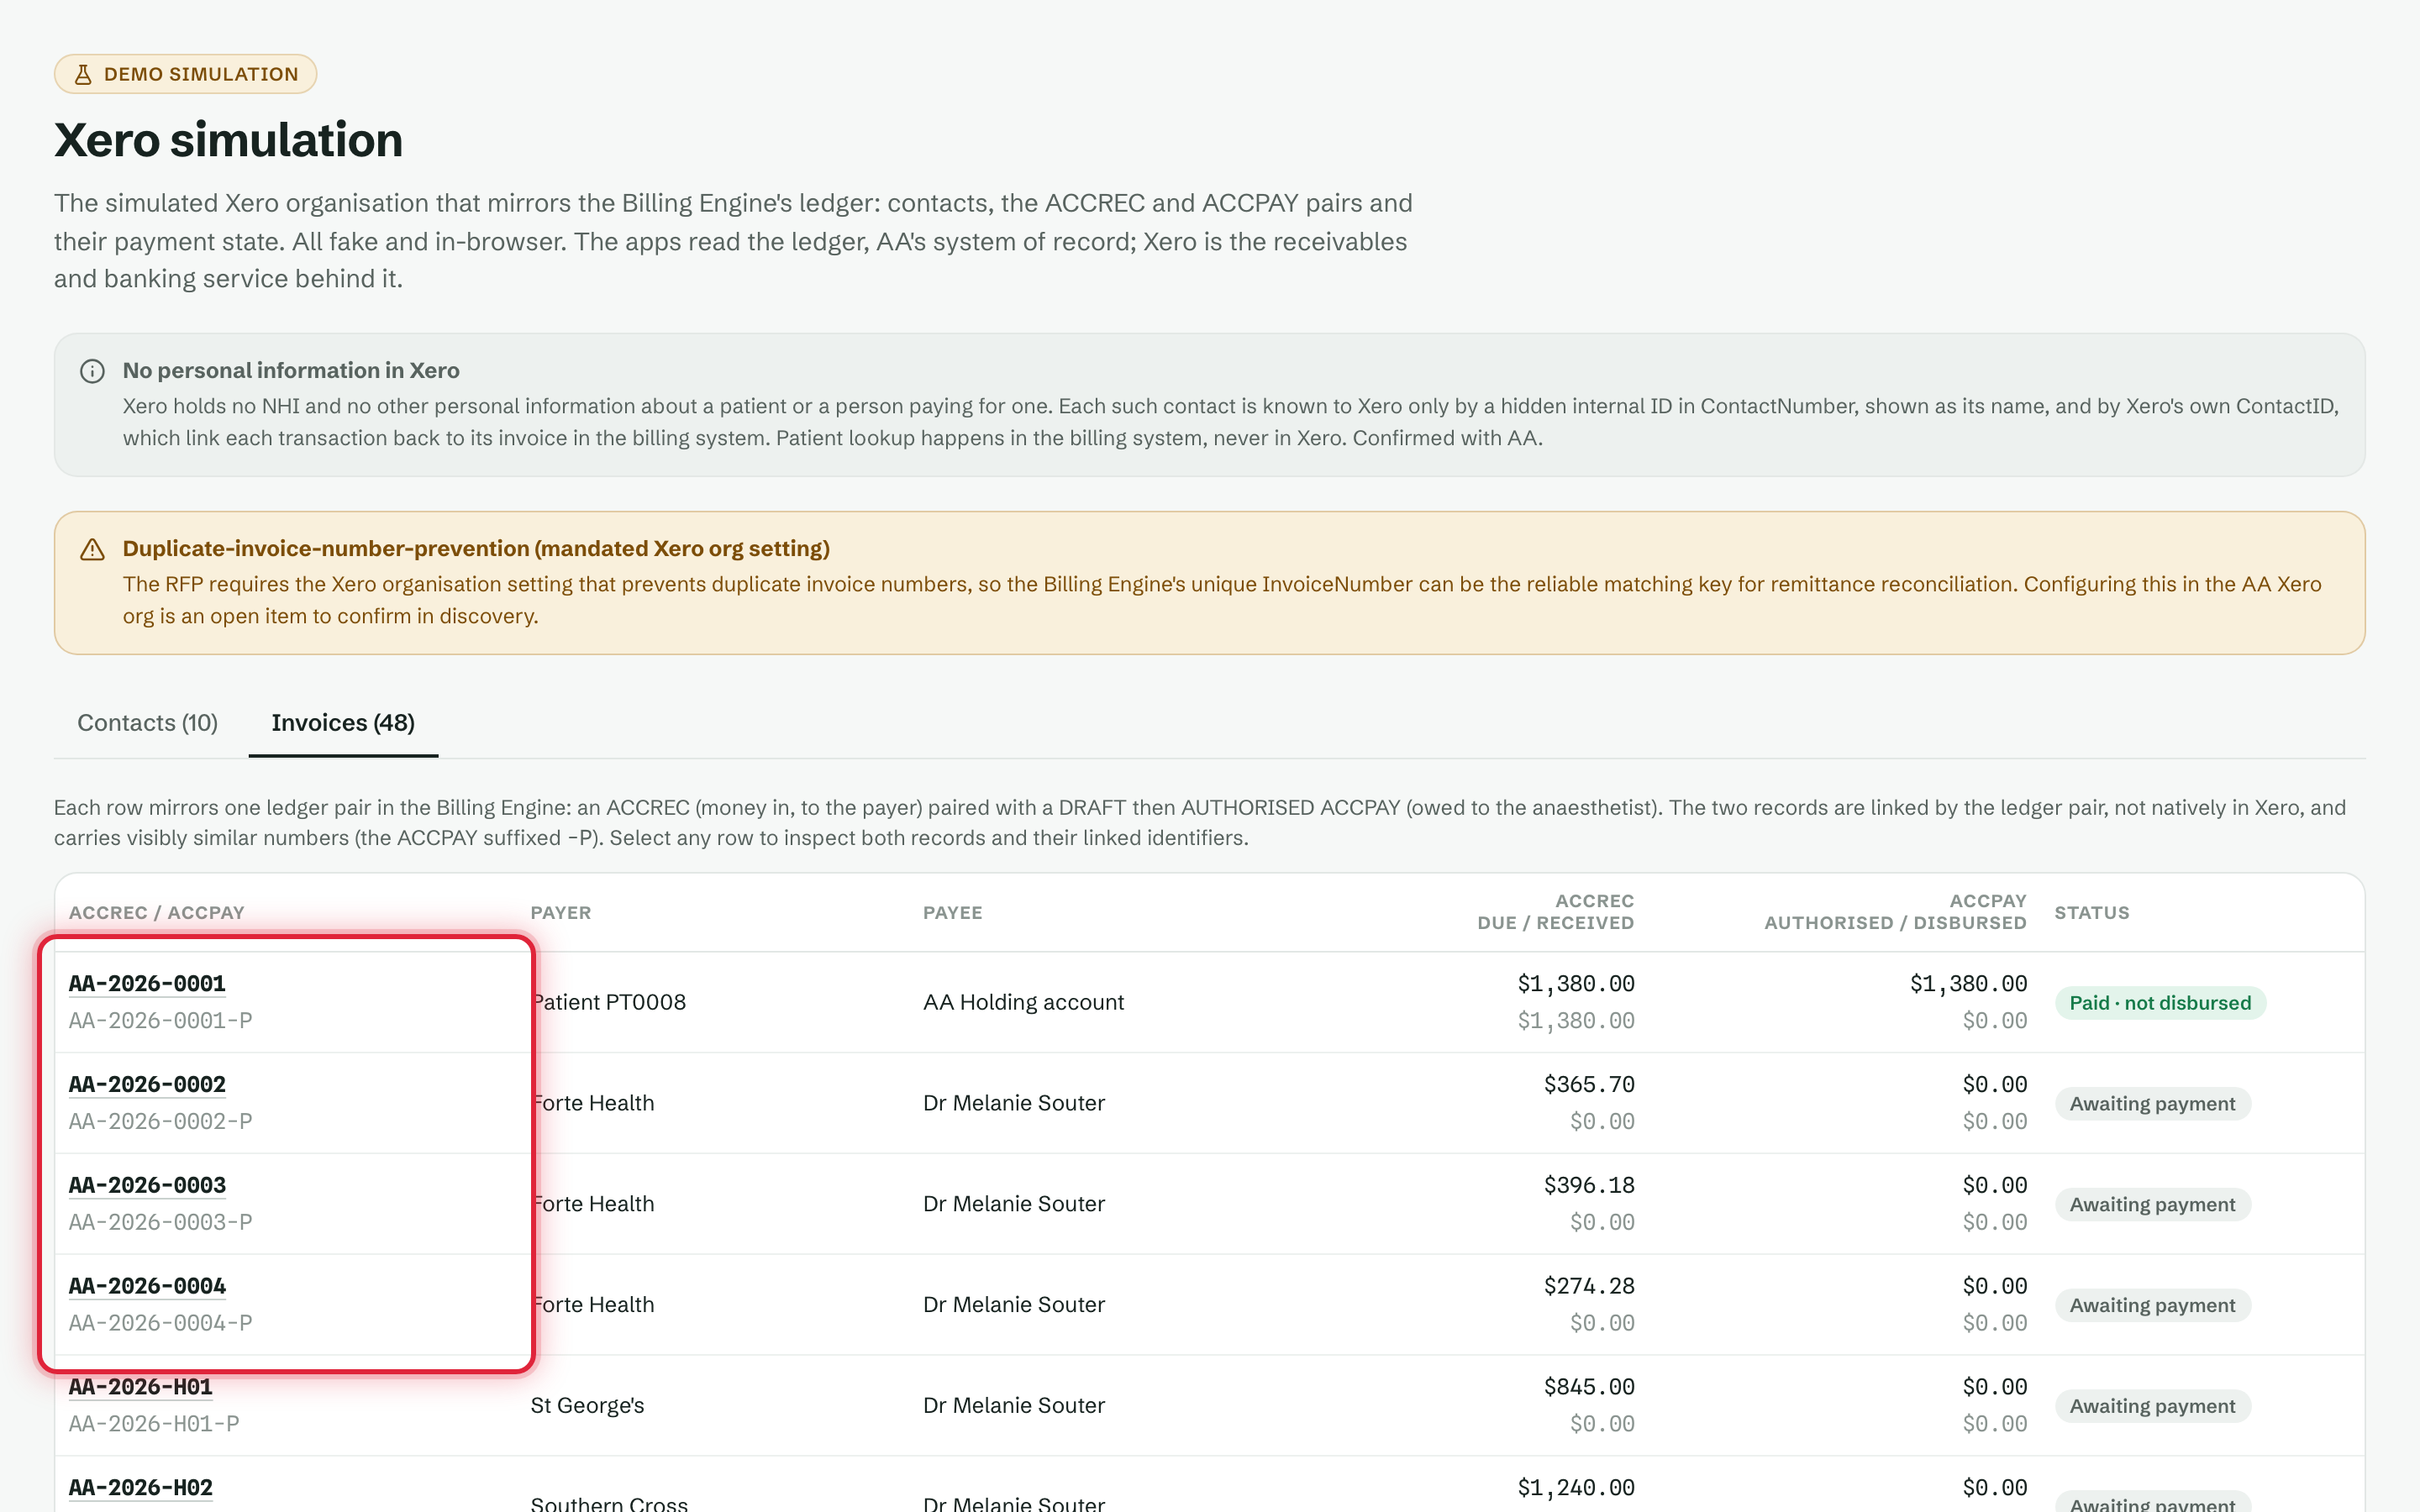 DEMO SIMULATION
Xero simulation
The simulated Xero organisation that mirrors the Billing Engine's ledger: contacts, the ACCREC and ACCPAY pairs and
their payment state. All fake and in-browser. The apps read the ledger, AA's system of record; Xero is the receivables
and banking service behind it.
No personal information in Xero
Xero holds no NHI and no other personal information about a patient or a person paying for one. Each such contact is known to Xero only by a hidden internal ID in ContactNumber, shown as its name, and by Xero's own ContactID,
which link each transaction back to its invoice in the billing system. Patient lookup happens in the billing system, never in Xero. Confirmed with AA.
Duplicate-invoice-number-prevention (mandated Xero org setting)
The RFP requires the Xero organisation setting that prevents duplicate invoice numbers, so the Billing Engine's unique InvoiceNumber can be the reliable matching key for remittance reconciliation. Configuring this in the AA Xero
org is an open item to confirm in discovery.
Contacts (10) Invoices (48)
Each row mirrors one ledger pair in the Billing Engine: an ACCREC (money in, to the payer) paired with a DRAFT then AUTHORISED ACCPAY (owed to the anaesthetist). The two records are linked by the ledger pair, not natively in Xero, and
carries visibly similar numbers (the ACCPAY suffixed -P). Select any row to inspect both records and their linked identifiers.
ACCREC / ACCPAY PAYER PAYEE ACCREC DUE / RECEIVED ACCPAY AUTHORISED / DISBURSED STATUS
AA-2026-0001 $1,380.00 $1,380.00
Patient PT0008 AA Holding account Paid · not disbursed
AA-2026-0001-P $1,380.00 $0.00
AA-2026-0002 $365.70 $0.00
Forte Health Dr Melanie Souter Awaiting payment
AA-2026-0002-P $0.00 $0.00
AA-2026-0003 $396.18 $0.00
Forte Health Dr Melanie Souter Awaiting payment
AA-2026-0003-P $0.00 $0.00
AA-2026-0004 $274.28 $0.00
Forte Health Dr Melanie Souter Awaiting payment
AA-2026-0004-P $0.00 $0.00
AA-2026-H01 $845.00 $0.00
St George's Dr Melanie Souter Awaiting payment
AA-2026-H01-P $0.00 $0.00
AA-2026-H02 $1,240.00 $0.00
Southern Cross Dr Melanie Souter Awaiting payment